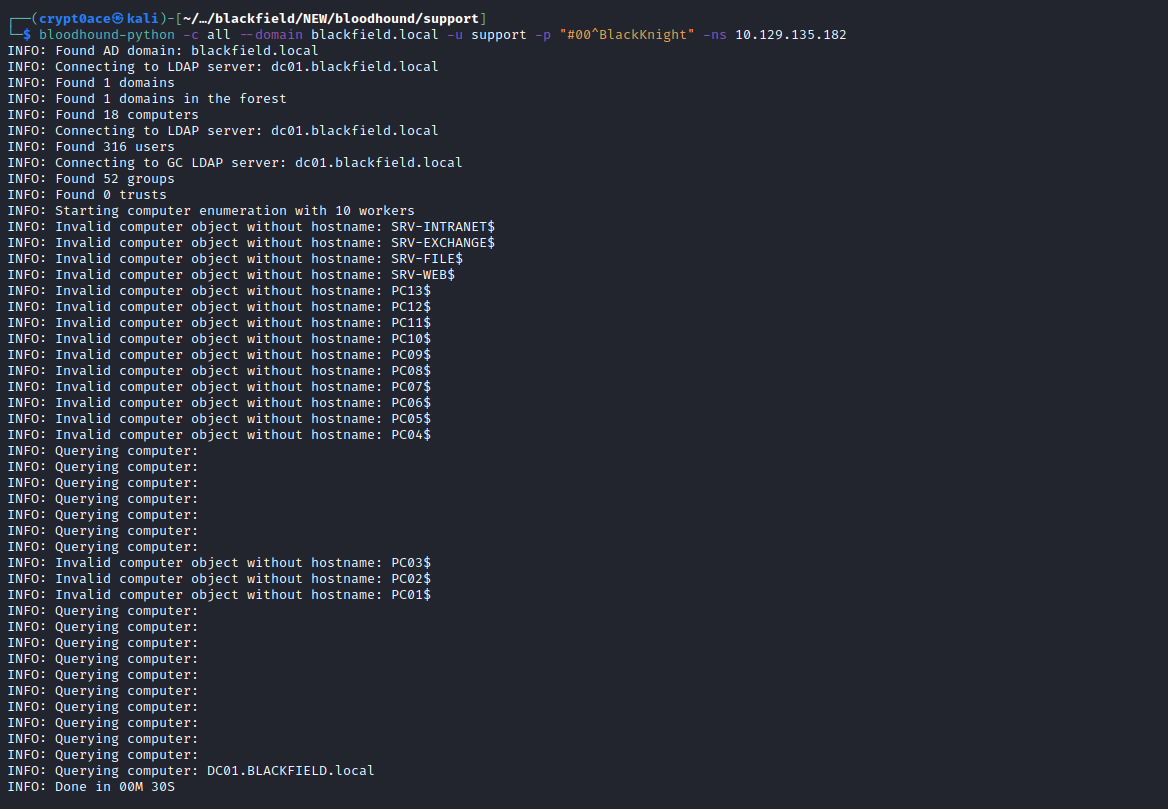 ┌──(crypt0ace㉿kali)-[~/…/blackfield/NEW/bloodhound/support]
└─$ bloodhound-python -c all --domain blackfield.local -u support -p "#00^BlackKnight" -ns 10.129.135.182
INFO: Found AD domain: blackfield.local
INFO: Connecting to LDAP server: dc01.blackfield.local
INFO: Found 1 domains
INFO: Found 1 domains in the forest
INFO: Found 18 computers
INFO: Connecting to LDAP server: dc01.blackfield.local
INFO: Found 316 users
INFO: Connecting to GC LDAP server: dc01.blackfield.local
INFO: Found 52 groups
INFO: Found 0 trusts
INFO: Starting computer enumeration with 10 workers
INFO: Invalid computer object without hostname: SRV-INTRANET$
INFO: Invalid computer object without hostname: SRV-EXCHANGE$
INFO: Invalid computer object without hostname: SRV-FILE$
INFO: Invalid computer object without hostname: SRV-WEB$
INFO: Invalid computer object without hostname: PC13$
INFO: Invalid computer object without hostname: PC12$
INFO: Invalid computer object without hostname: PC11$
INFO: Invalid computer object without hostname: PC10$
INFO: Invalid computer object without hostname: PC09$
INFO: Invalid computer object without hostname: PC08$
INFO: Invalid computer object without hostname: PC07$
INFO: Invalid computer object without hostname: PC06$
INFO: Invalid computer object without hostname: PC05$
INFO: Invalid computer object without hostname: PC04$
INFO: Querying computer:
INFO: Querying computer:
INFO: Querying computer:
INFO: Querying computer:
INFO: Querying computer:
INFO: Querying computer:
INFO: Querying computer:
INFO: Invalid computer object without hostname: PC03$
INFO: Invalid computer object without hostname: PC02$
INFO: Invalid computer object without hostname: PC01$
INFO: Querying computer:
INFO: Querying computer:
INFO: Querying computer:
INFO: Querying computer:
INFO: Querying computer:
INFO: Querying computer:
INFO: Querying computer:
INFO: Querying computer:
INFO: Querying computer:
INFO: Querying computer:
INFO: Querying computer: DC01.BLACKFIELD.local
INFO: Done in 00M 30S